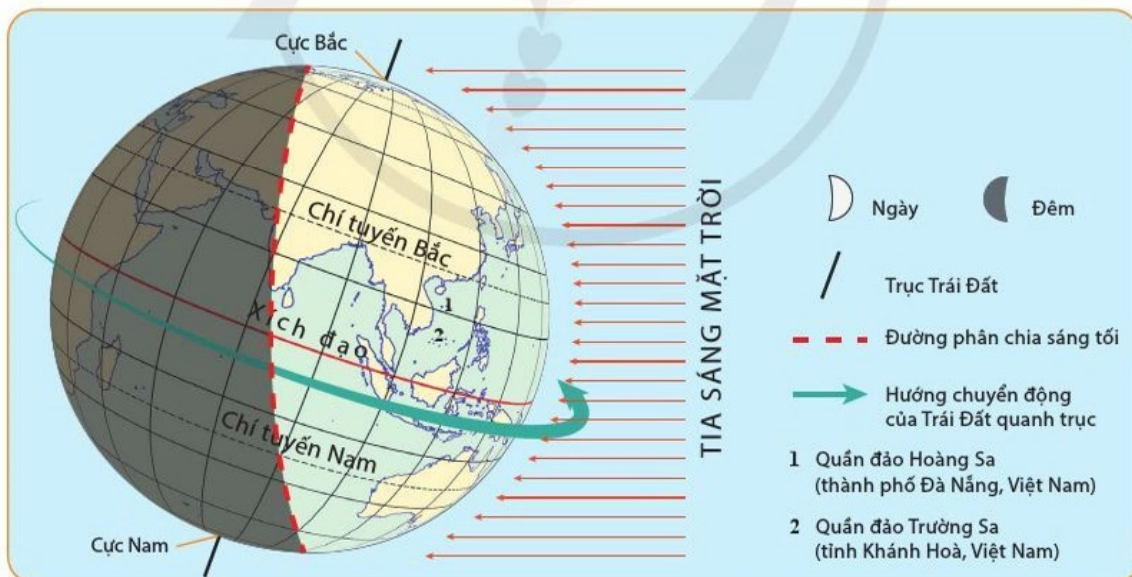 Cực Bắc
Chí tuyến Bắc
1
2
Xích đạo
Chí tuyến Nam
Cực Nam
TIA SÁNG MẶT TRỜI
Ngày
Đêm
Trục Trái Đất
Đường phân chia sáng tối
Hướng chuyển động
của Trái Đất quanh trục
1 Quần đảo Hoàng Sa
(thành phố Đà Nẵng, Việt Nam)
2 Quần đảo Trường Sa
(tỉnh Khánh Hoà, Việt Nam)